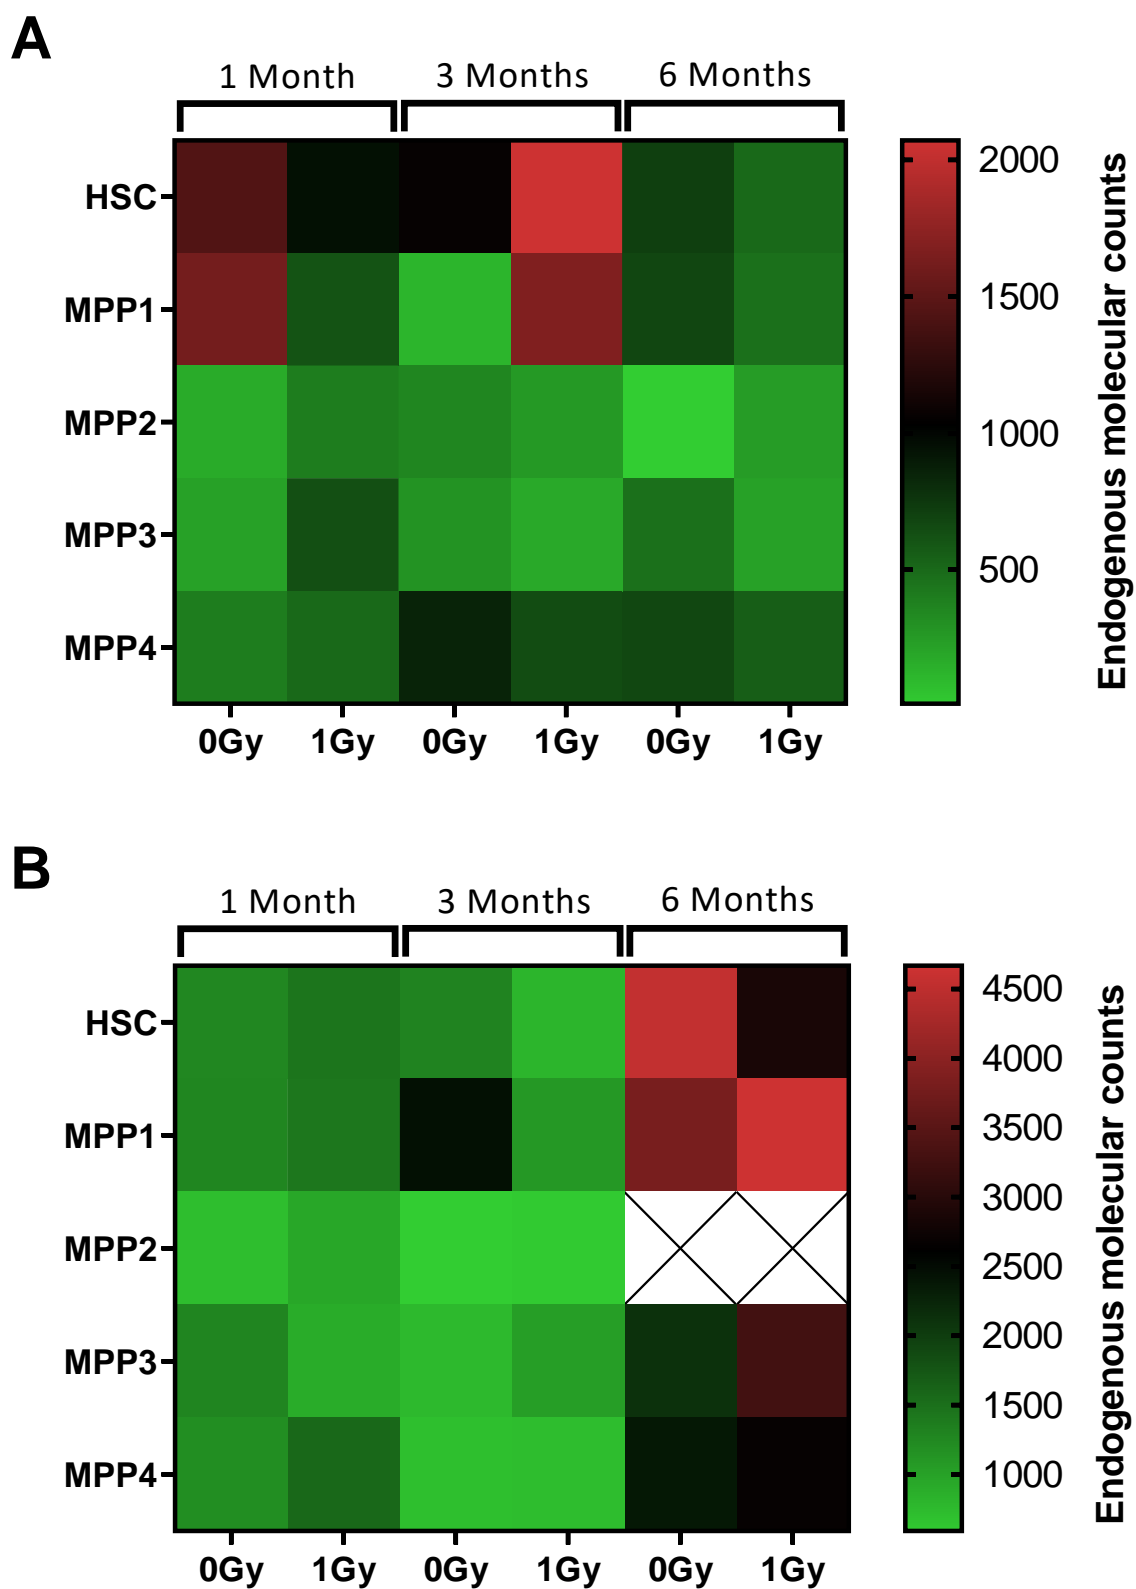 A
1 Month 3 Months 6 Months
HSC
MPP1
MPP2
MPP3
MPP4
0Gy 1Gy 0Gy 1Gy 0Gy 1Gy
2000
1500
1000
500
Endogenous molecular counts
B
1 Month 3 Months 6 Months
HSC
MPP1
MPP2
MPP3
MPP4
0Gy 1Gy 0Gy 1Gy 0Gy 1Gy
4500
4000
3500
3000
2500
2000
1500
1000
Endogenous molecular counts